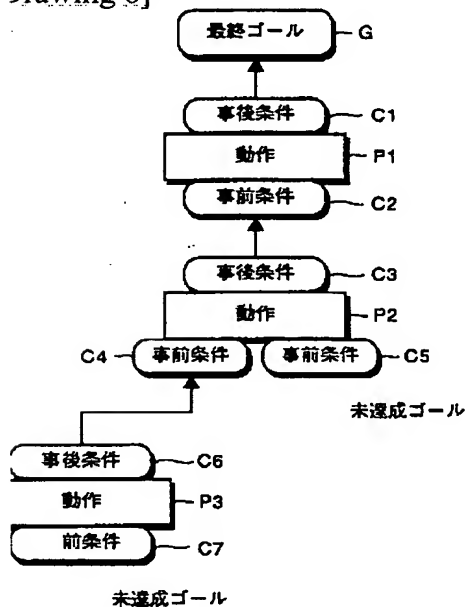 rawing 6]
最終ゴール G
事後条件 C1
動作 P1
事前条件 C2
事後条件 C3
動作 P2
C4 事前条件 事前条件 C5
未達成ゴール
事後条件 C6
動作 P3
前条件 C7
未達成ゴール